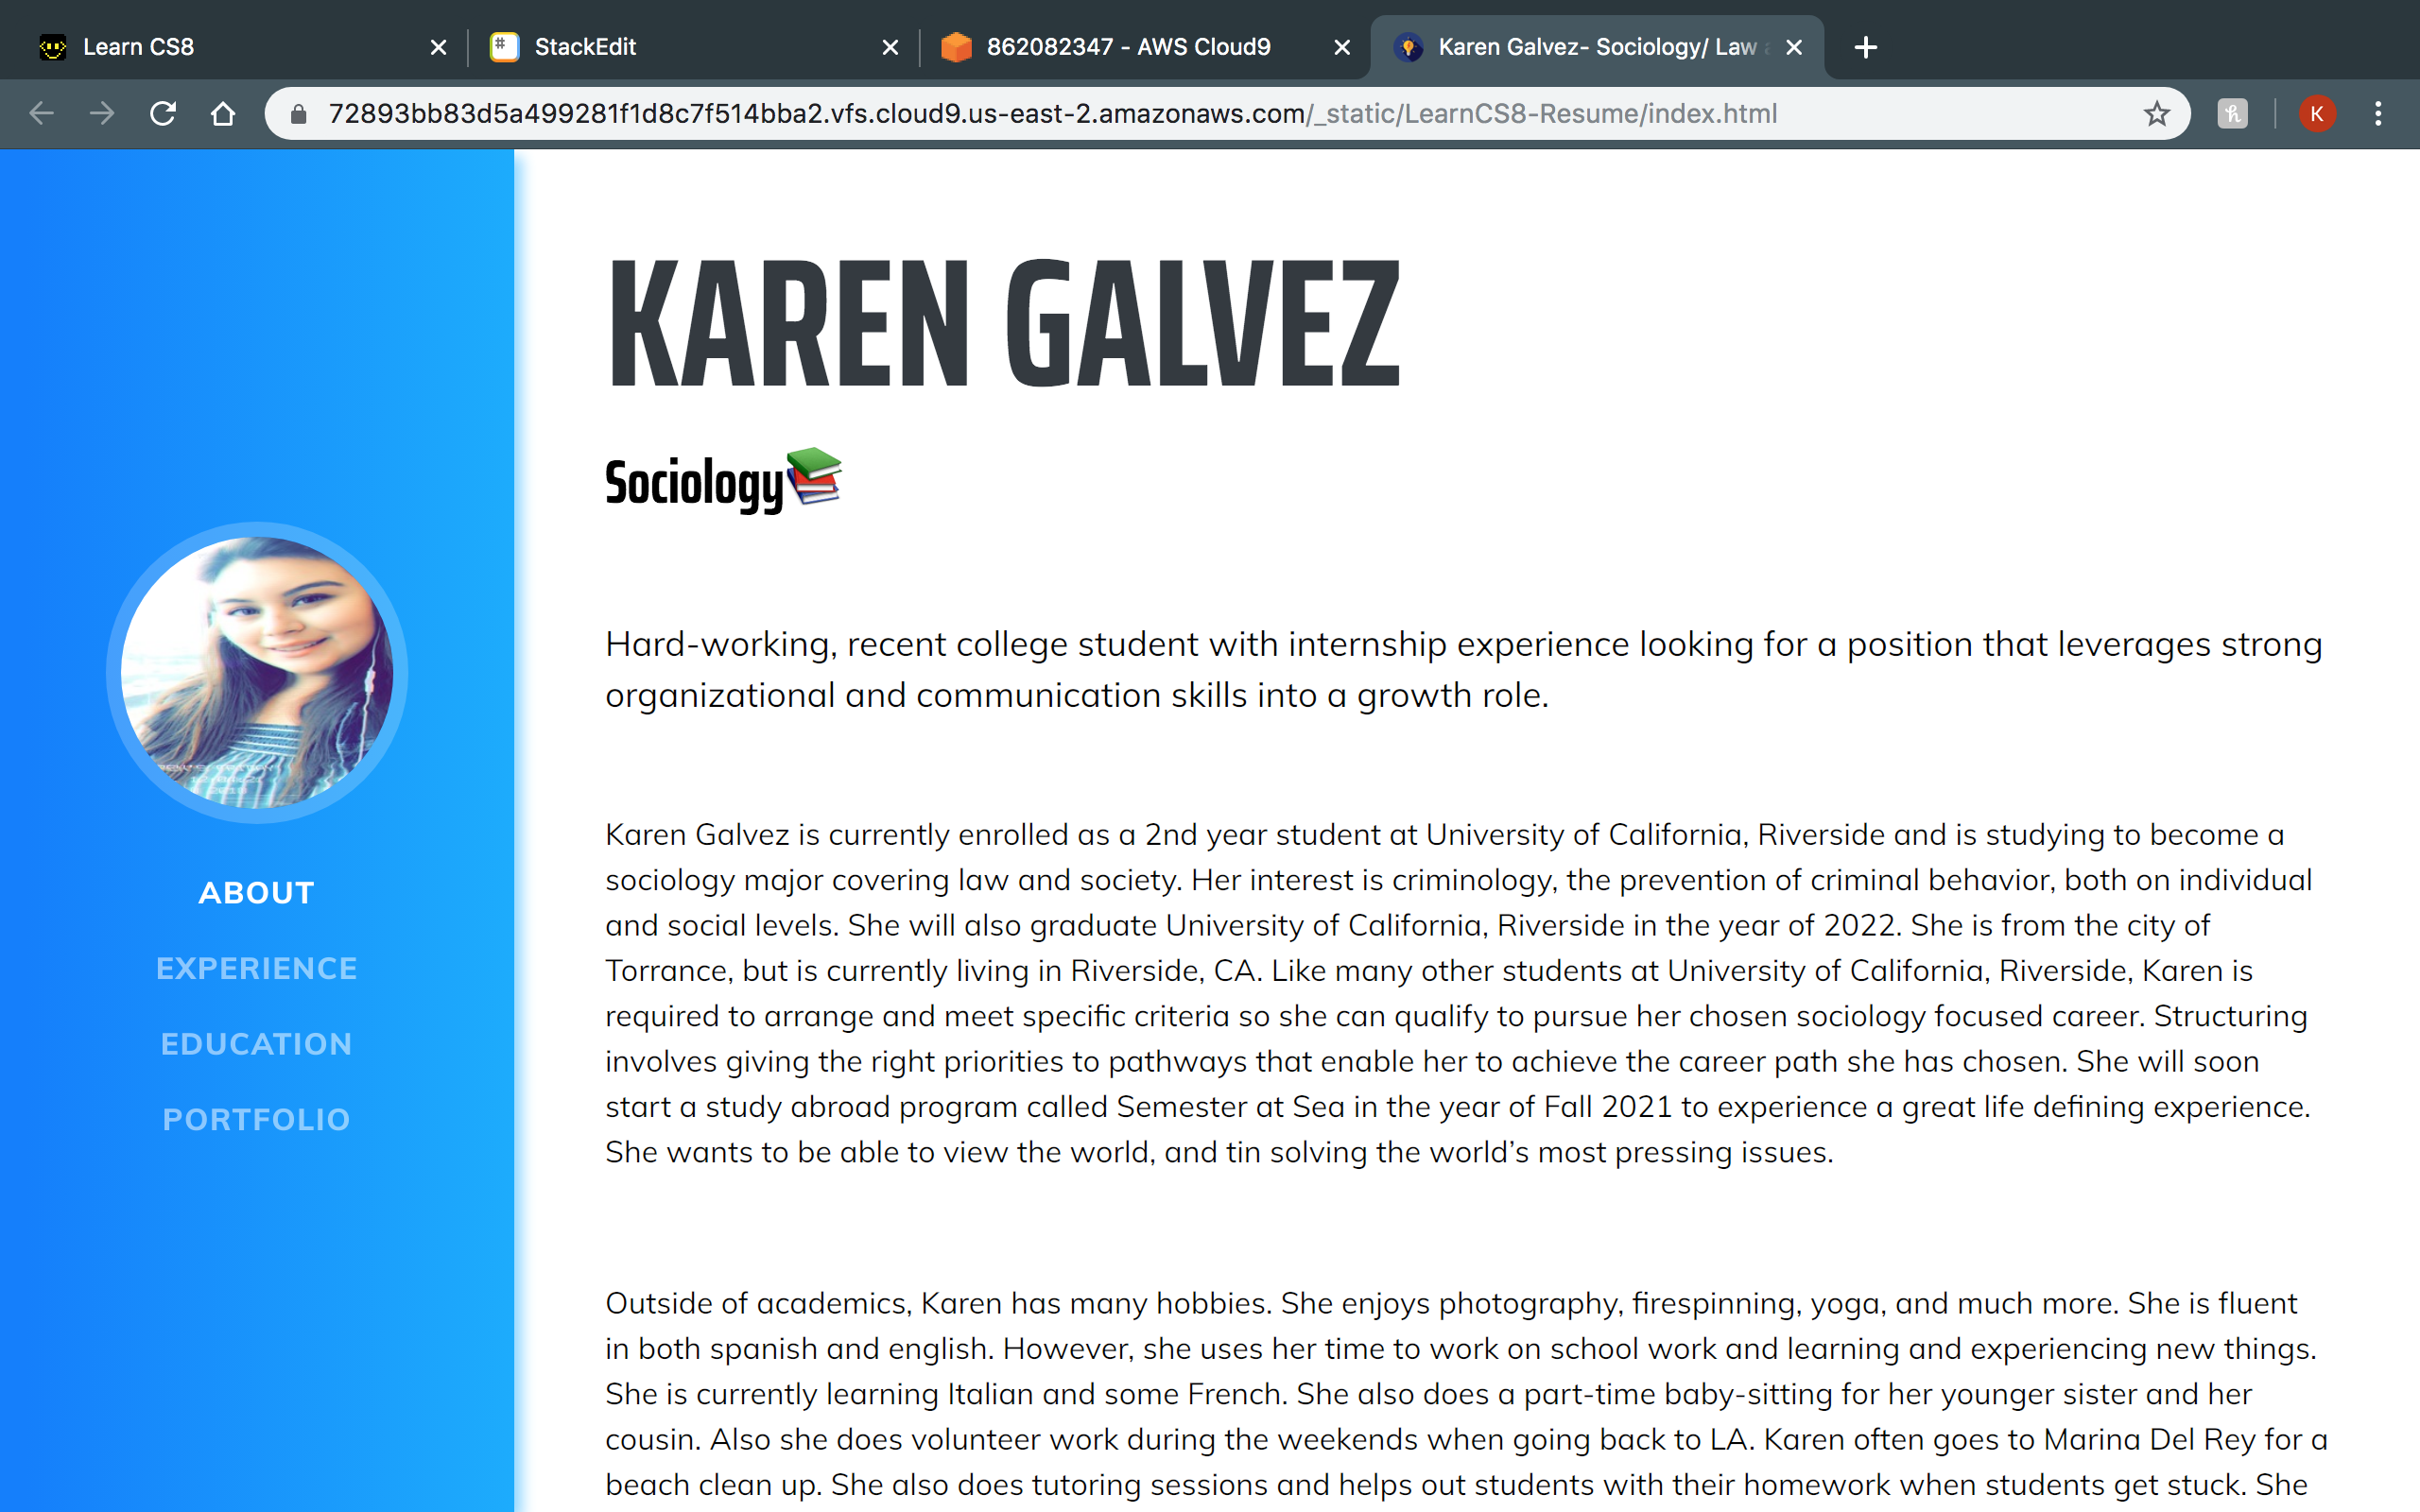 Learn CS8
StackEdit
862082347 - AWS Cloud9
Karen Galvez- Sociology/ Law
72893bb83d5a499281f1d8c7f514bba2.vfs.cloud9.us-east-2.amazonaws.com/_static/LearnCS8-Resume/index.html
K
KAREN GALVEZ
Sociology
Hard-working, recent college student with internship experience looking for a position that leverages strong
organizational and communication skills into a growth role.
ABOUT
EXPERIENCE
EDUCATION
PORTFOLIO
Karen Galvez is currently enrolled as a 2nd year student at University of California, Riverside and is studying to become a
sociology major covering law and society. Her interest is criminology, the prevention of criminal behavior, both on individual
and social levels. She will also graduate University of California, Riverside in the year of 2022. She is from the city of
Torrance, but is currently living in Riverside, CA. Like many other students at University of California, Riverside, Karen is
required to arrange and meet specific criteria so she can qualify to pursue her chosen sociology focused career. Structuring
involves giving the right priorities to pathways that enable her to achieve the career path she has chosen. She will soon
start a study abroad program called Semester at Sea in the year of Fall 2021 to experience a great life defining experience.
She wants to be able to view the world, and tin solving the world’s most pressing issues.
Outside of academics, Karen has many hobbies. She enjoys photography, firespinning, yoga, and much more. She is fluent
in both spanish and english. However, she uses her time to work on school work and learning and experiencing new things.
She is currently learning Italian and some French. She also does a part-time baby-sitting for her younger sister and her
cousin. Also she does volunteer work during the weekends when going back to LA. Karen often goes to Marina Del Rey for a
beach clean up. She also does tutoring sessions and helps out students with their homework when students get stuck. She